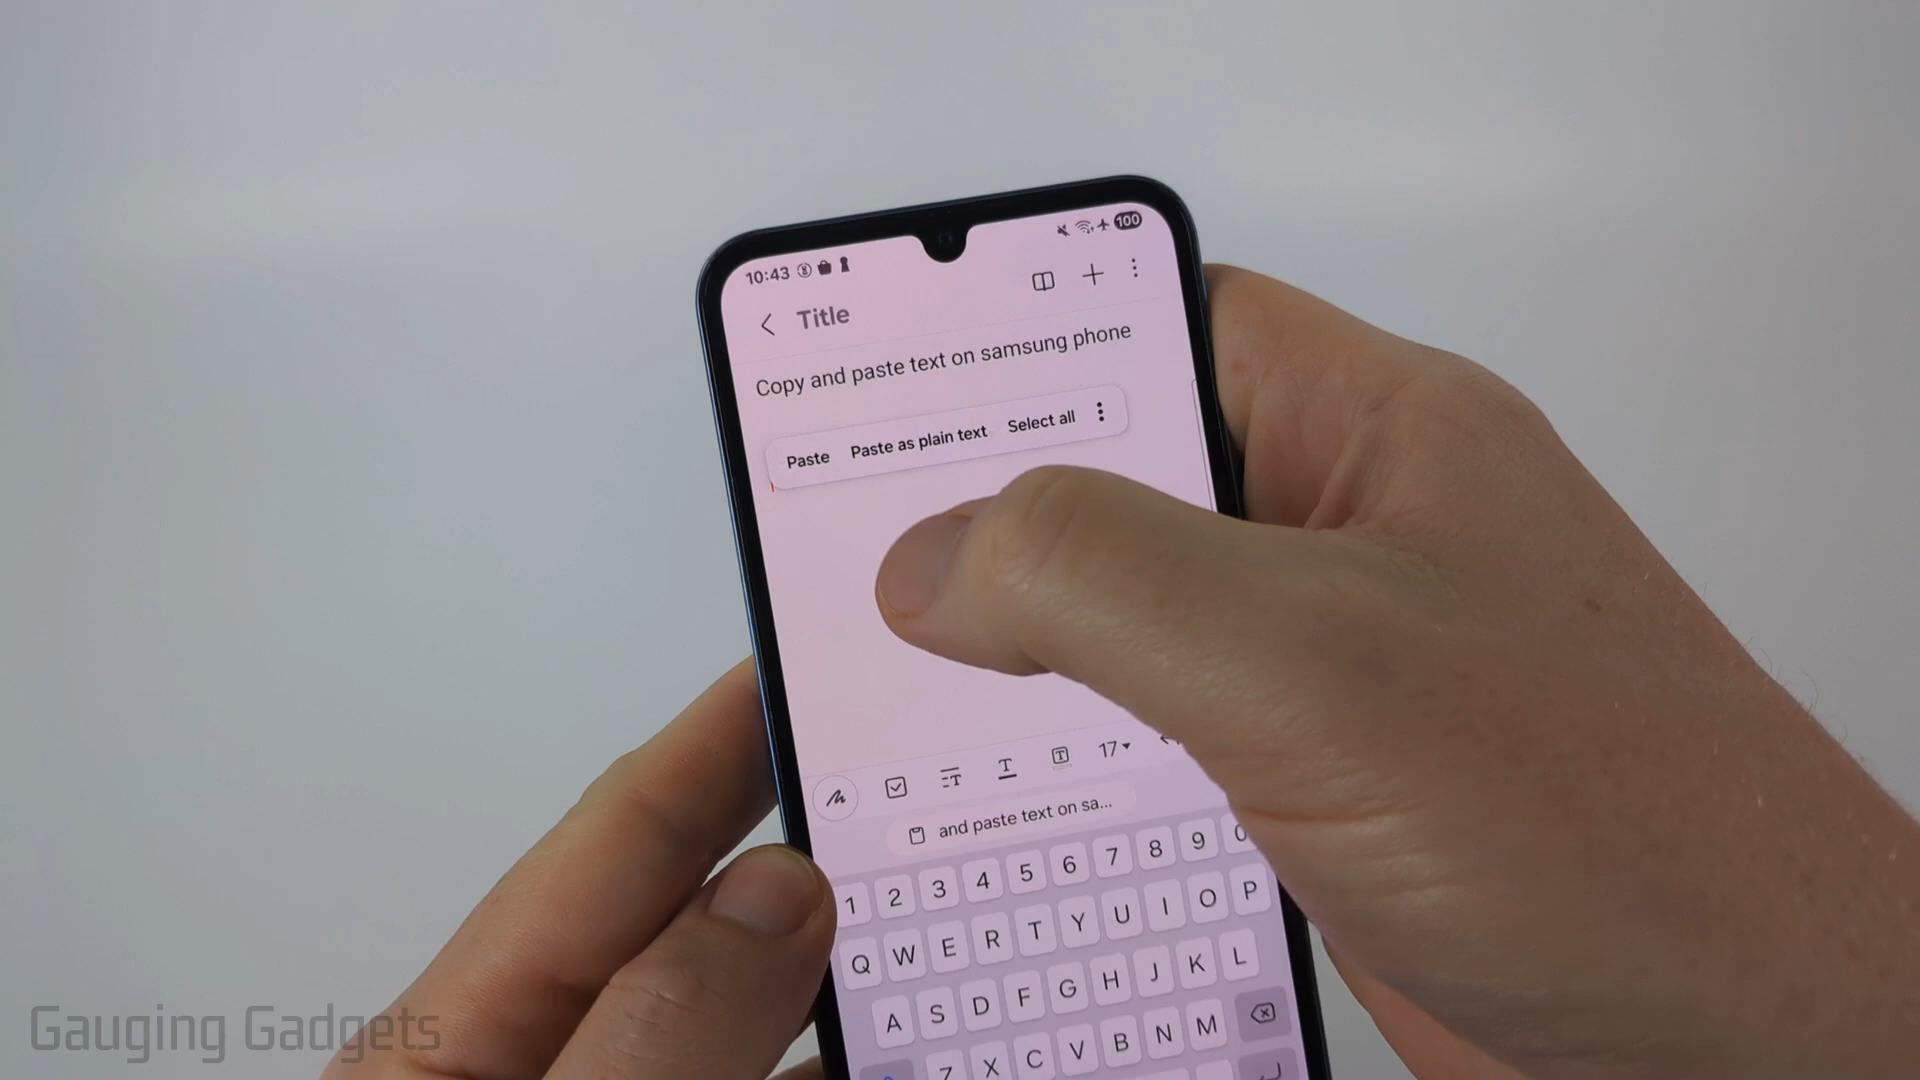 10:43
100
Title
Copy and paste text on samsung phone
Paste Paste as plain text Select all
17
and paste text on sa...
1 2 3 4 5 6 7 8 9 0
Q W E R T Y U I O P
A S D F G H J K L
Z X C V B N M
Gauging Gadgets